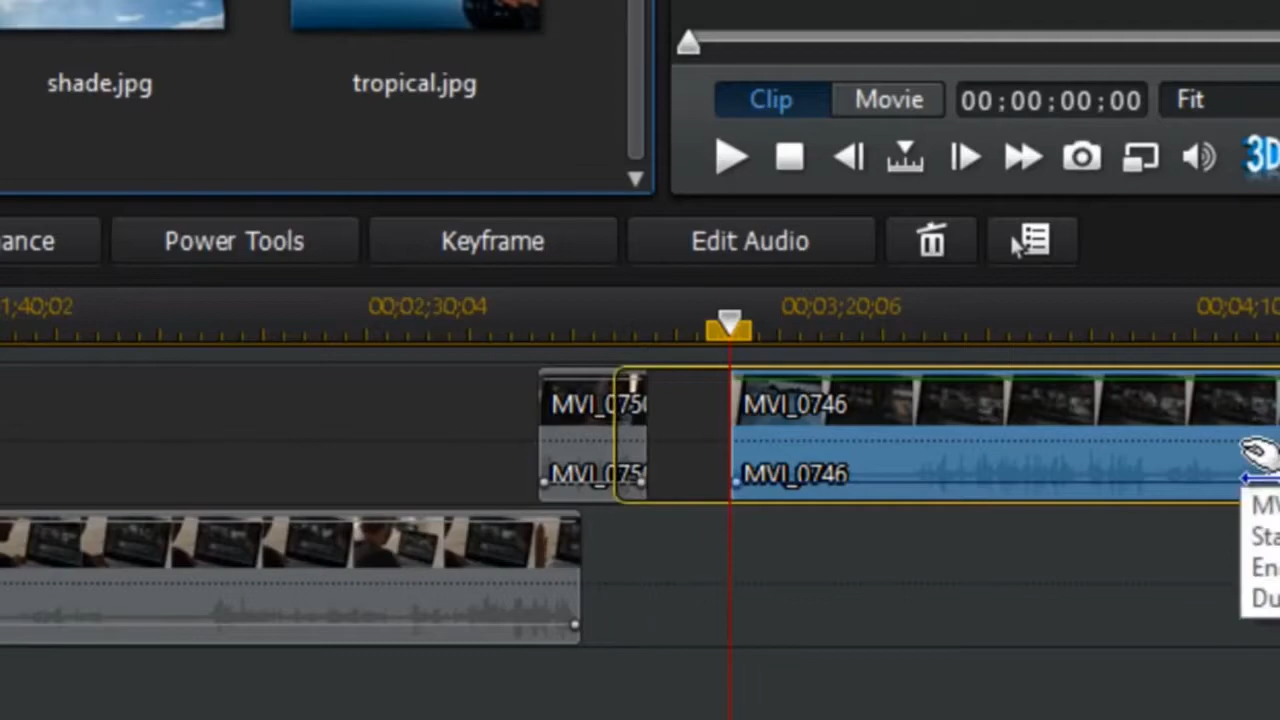 shade.jpg
tropical.jpg
Clip
Movie
00;00;00;00
Fit
3D
ance
Power Tools
Keyframe
Edit Audio
1;40;02
00;02;30;04
00;03;20;06
00;04;10
MVI_075
MVI_0746
MVI_075
MVI_0746
MV
Sta
En
Du